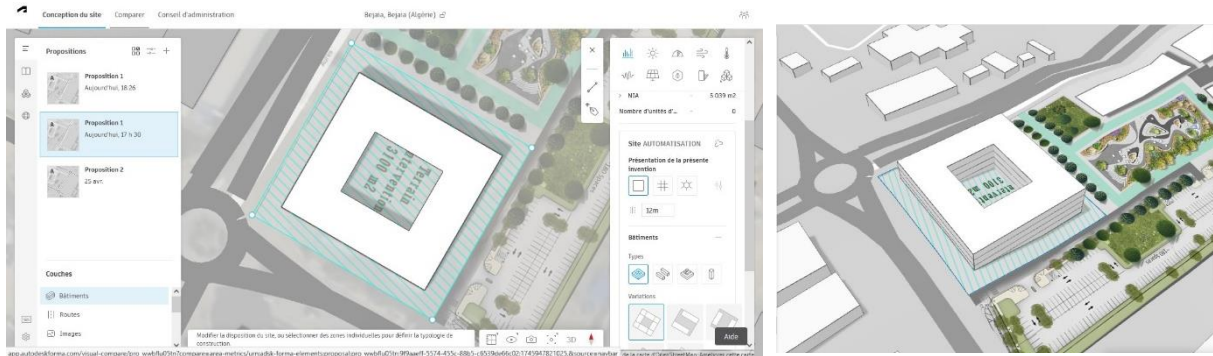 Conception du site
Comparer
Conseil d'administration
Bejaia, Bejaia (Algérie)
Propositions
Proposition 1
Aujourd'hui, 18:26
Proposition 1
Aujourd'hui, 17 h 30
Proposition 2
25 avr.
Couches
Bâtiments
Routes
Images
Terrain
3100 m2
NIA
5 039 m2
Nombre d'unités d'...
0
Site AUTOMATISATION
Présentation de la présente
invention
12m
Bâtiments
Types
Variations
Aide
Modifier la disposition du site, ou sélectionner des zones individuelles pour définir la typologie de
construction.
3D
3100 m2